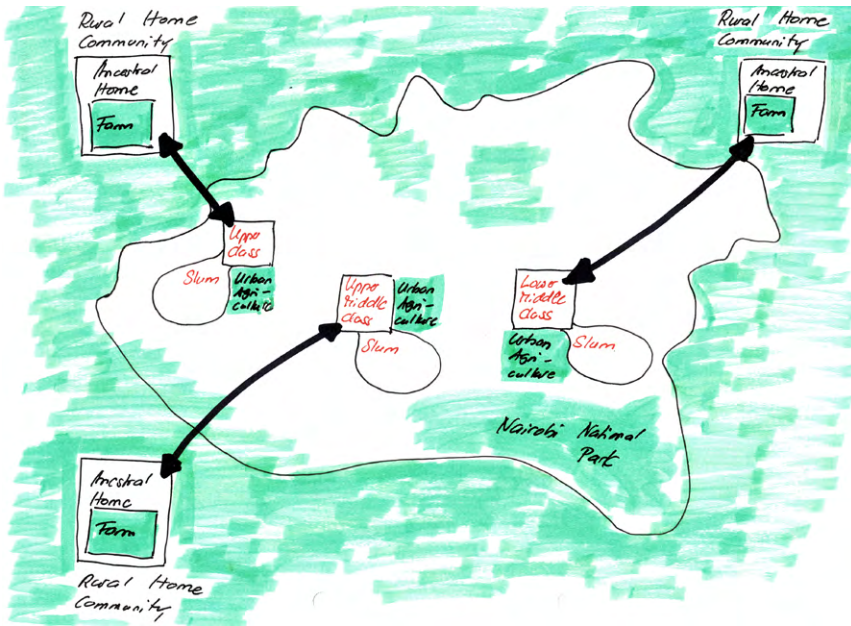 Rural Home
Community
Ancestral
Home
Farm
Rural Home
Community
Ancestral
Home
Farm
Upper
class
Slum
Urban
Agri-
culture
Upper
Middle
class
Urban
Agri-
culture
Slum
Lower
Middle
class
Urban
Agri-
culture
Slum
Nairobi National
Park
Ancestral
Home
Farm
Rural Home
Community